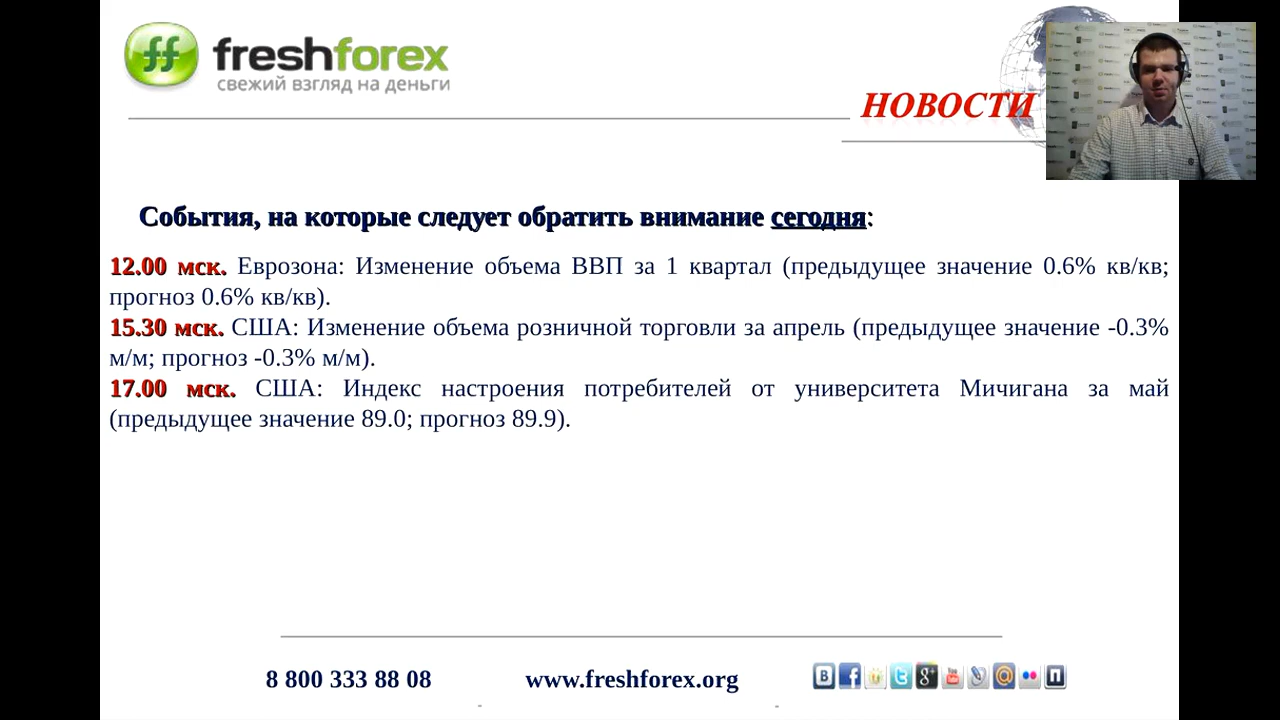 freshforex
свежий взгляд на деньги
НОВОСТИ
События, на которые следует обратить внимание сегодня:
12.00 мск. Еврозона: Изменение объема ВВП за 1 квартал (предыдущее значение 0.6% кв/кв;
прогноз 0.6% кв/кв).
15.30 мск. США: Изменение объема розничной торговли за апрель (предыдущее значение -0.3%
м/м; прогноз -0.3% м/м).
17.00 мск. США: Индекс настроения потребителей от университета Мичигана за май
(предыдущее значение 89.0; прогноз 89.9).
8 800 333 88 08 www.freshforex.org